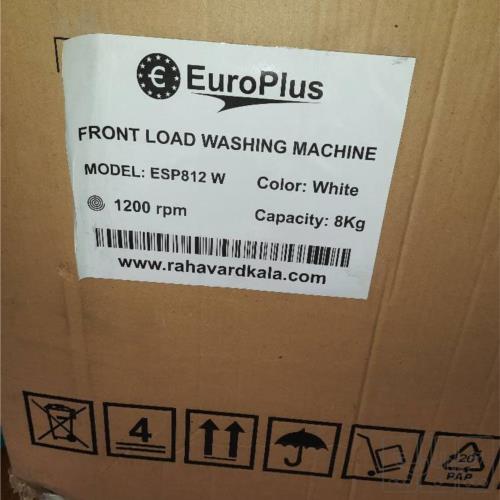 EuroPlus
FRONT LOAD WASHING MACHINE
MODEL: ESP812 W Color: White
1200 rpm Capacity: 8Kg
www.rahavardkala.com
4
20
PAP